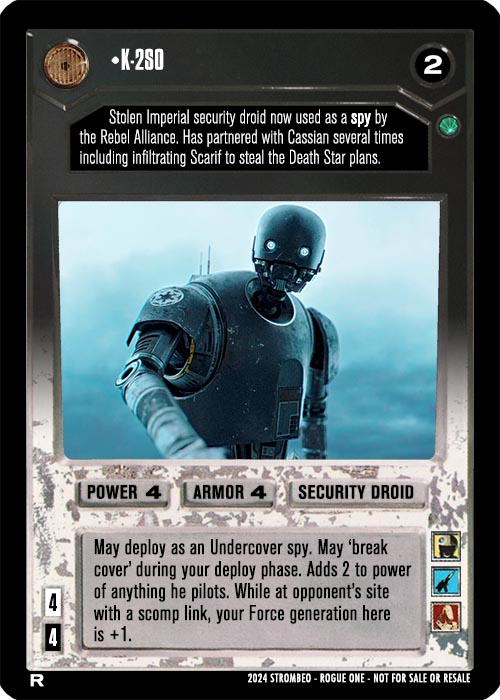 •K-2SO
2
Stolen Imperial security droid now used as a spy by
the Rebel Alliance. Has partnered with Cassian several times
including infiltrating Scarif to steal the Death Star plans.
POWER 4
ARMOR 4
SECURITY DROID
May deploy as an Undercover spy. May ‘break
cover’ during your deploy phase. Adds 2 to power
of anything he pilots. While at opponent's site
with a scomp link, your Force generation here
is +1.
4
4
R
2024 STROMBEO - ROGUE ONE - NOT FOR SALE OR RESALE